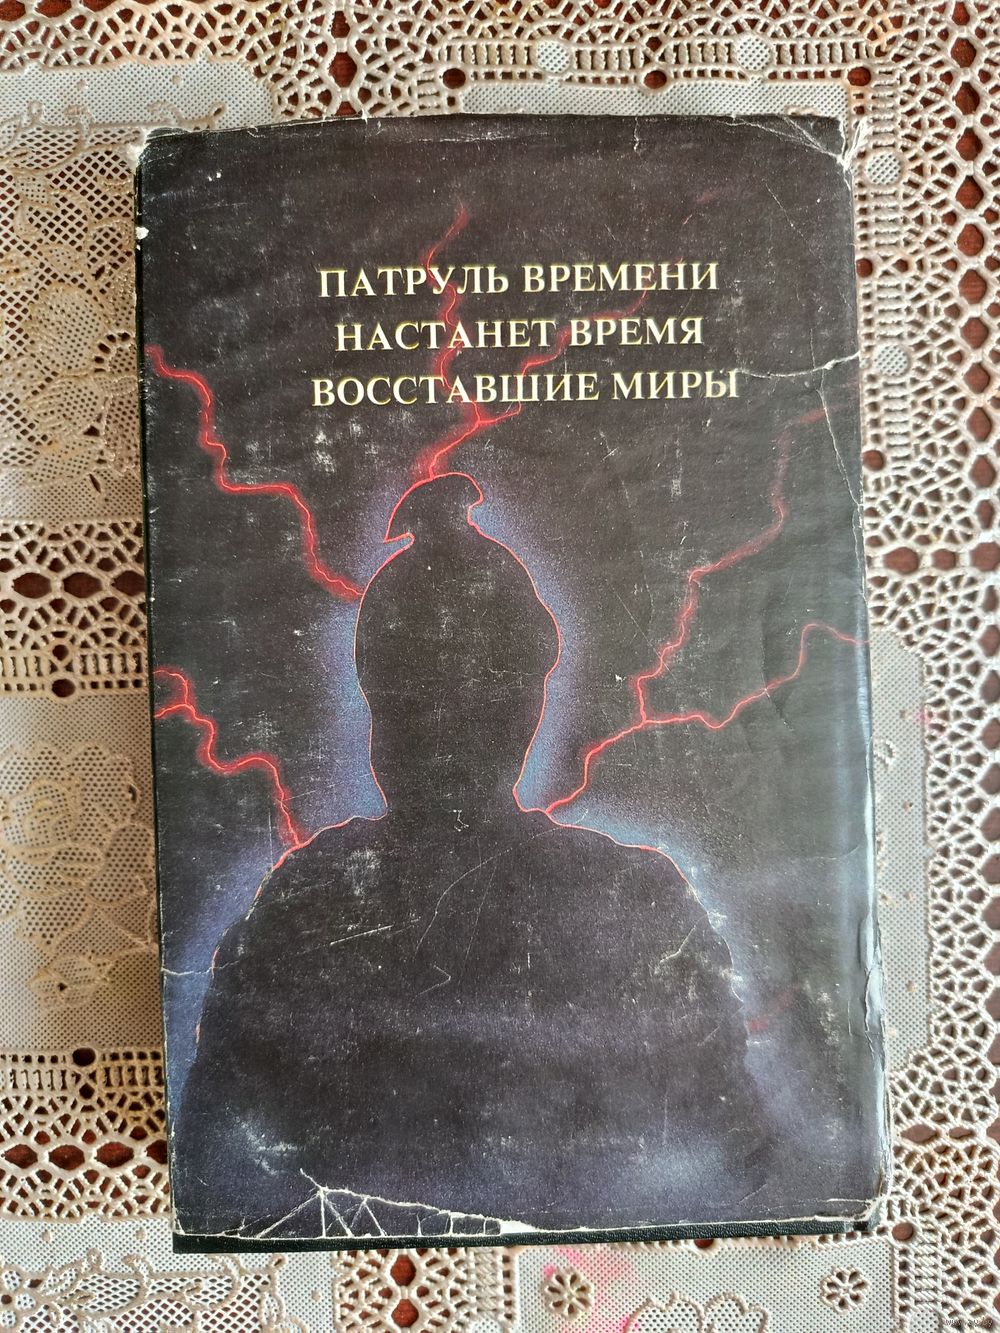 ПАТРУЛЬ ВРЕМЕНИ
НАСТАНЕТ ВРЕМЯ
ВОССТАВШИЕ МИРЫ